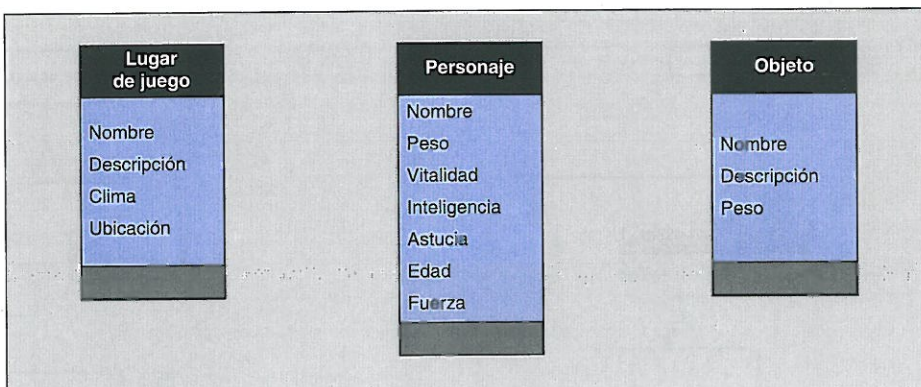 Lugar
de juego
Nombre
Descripción
Clima
Ubicación
Personaje
Nombre
Peso
Vitalidad
Inteligencia
Astucia
Edad
Fuerza
Objeto
Nombre
Descripción
Peso